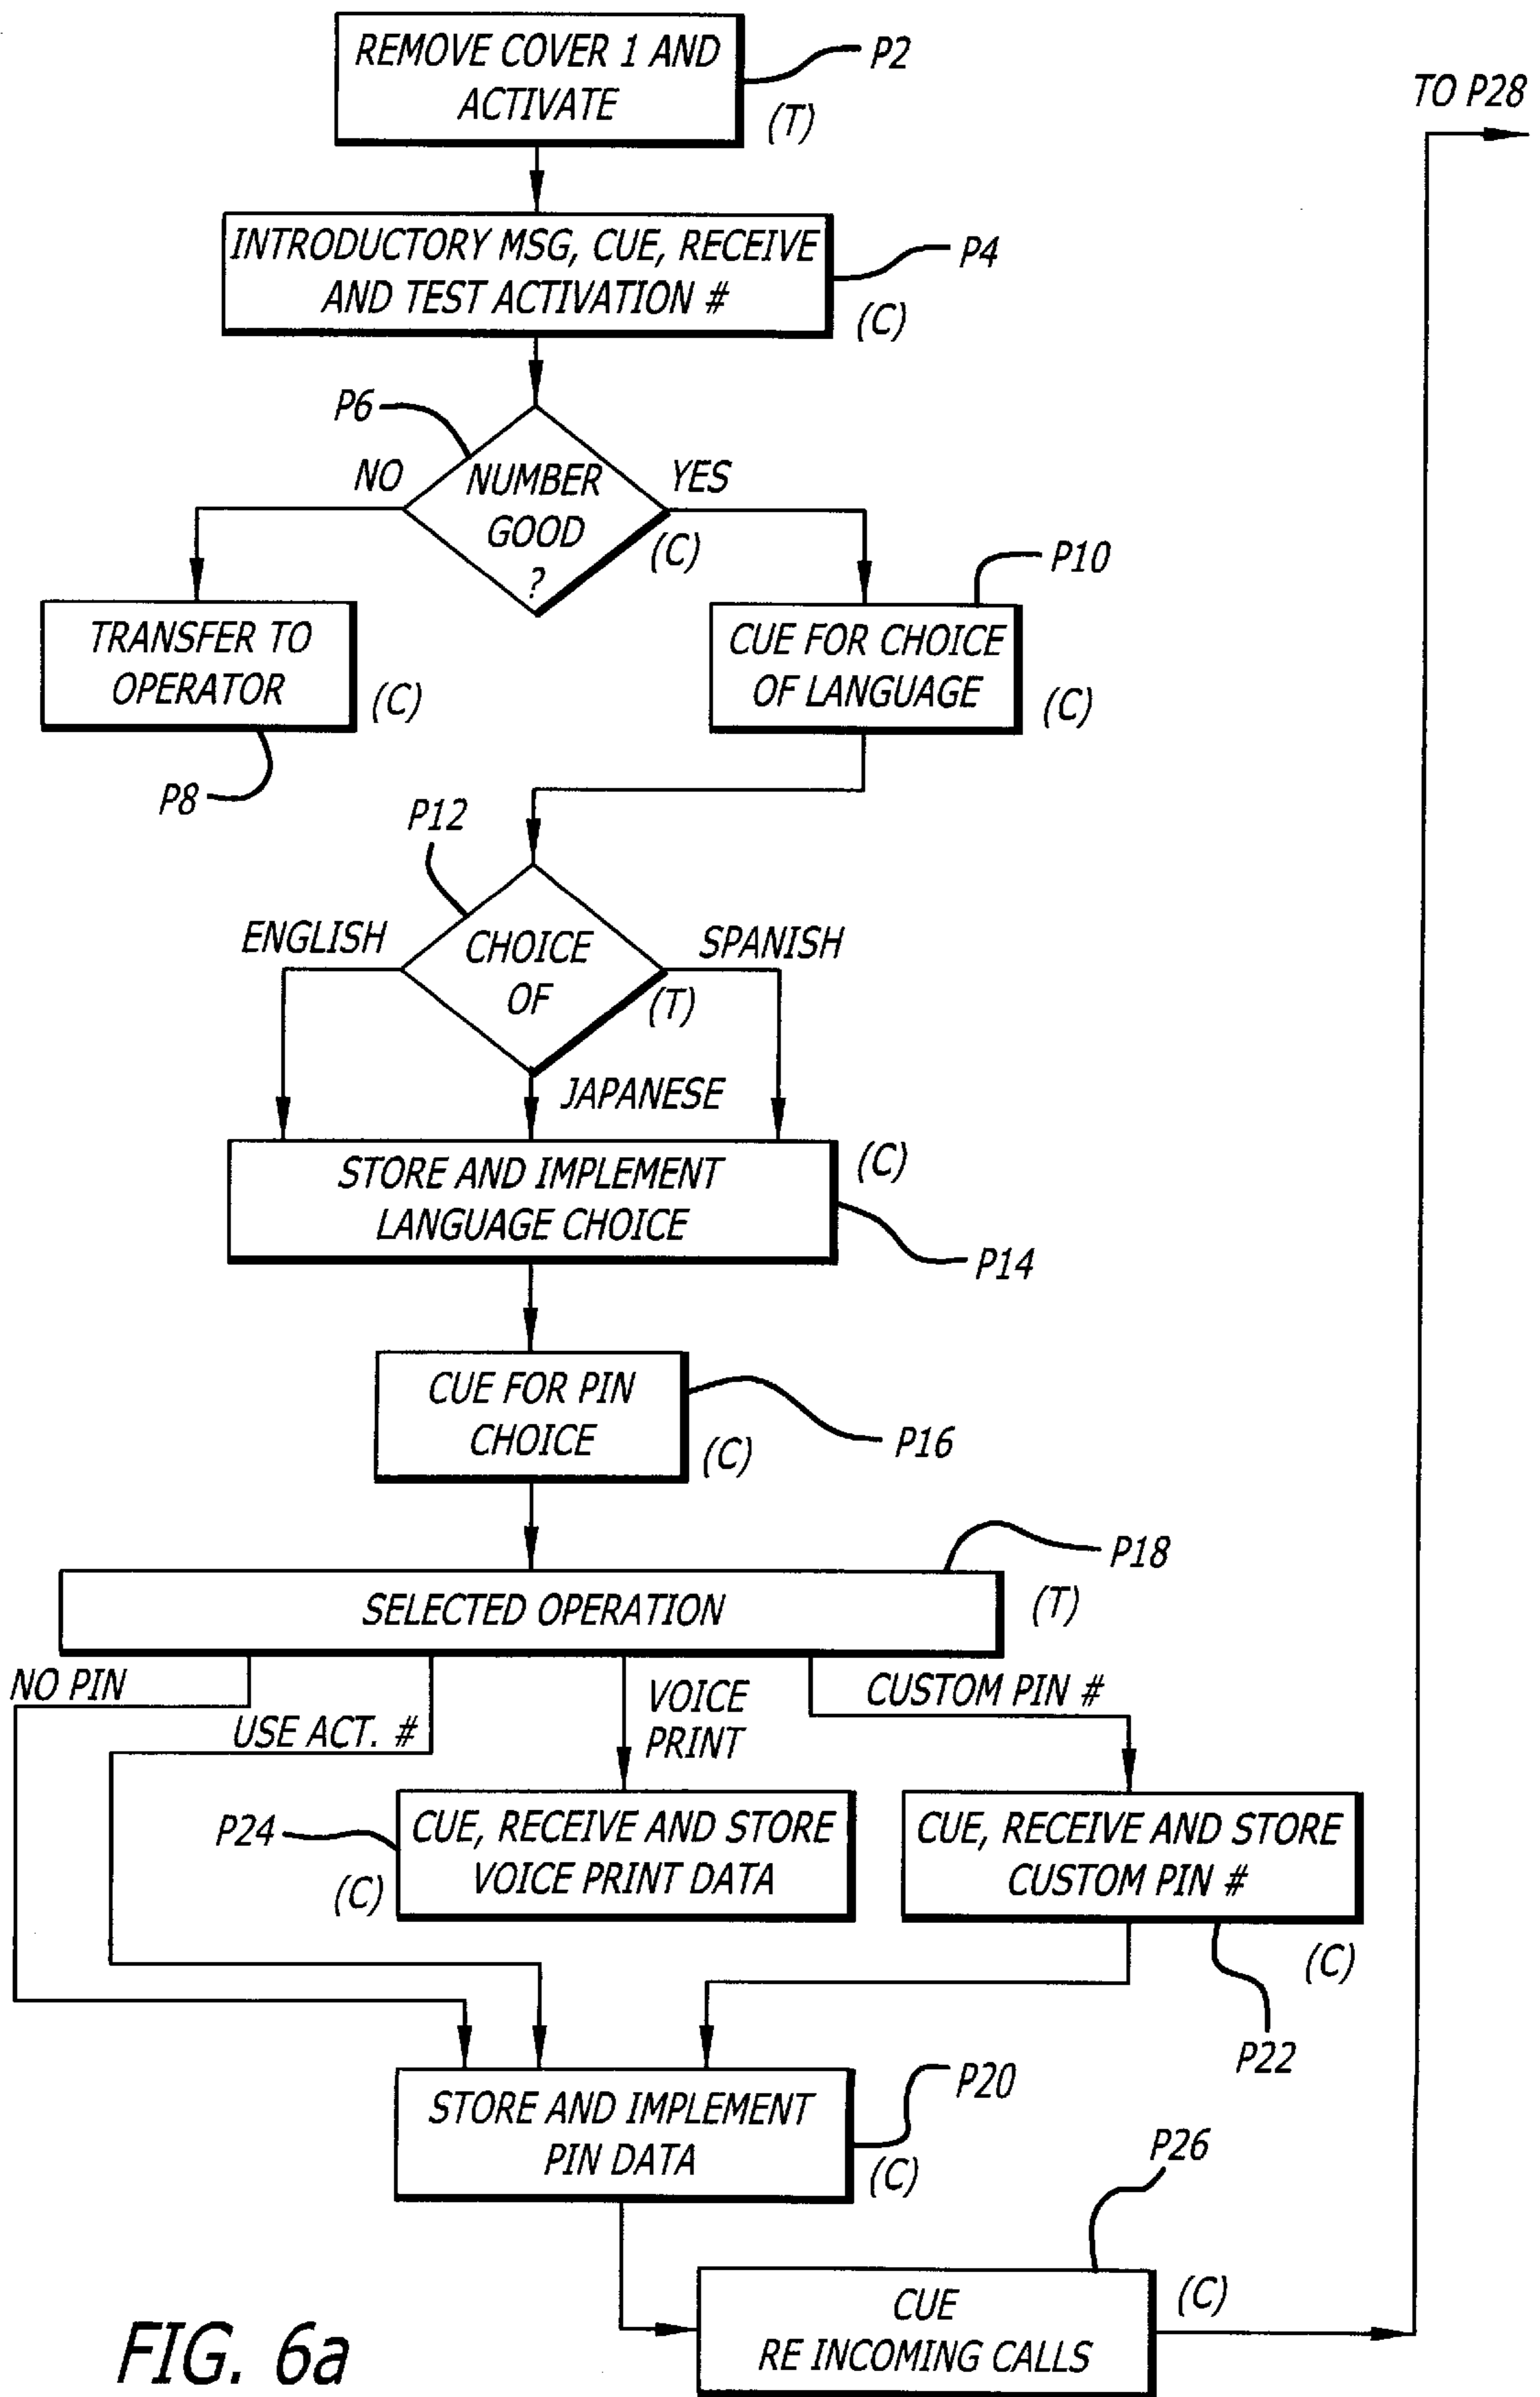 REMOVE COVER 1 AND
ACTIVATE
P2
(T)
TO P28
INTRODUCTORY MSG, CUE, RECEIVE
AND TEST ACTIVATION #
P4
(C)
P6
NO
NUMBER
GOOD
?
YES
(C)
TRANSFER TO
OPERATOR
(C)
P8
P10
CUE FOR CHOICE
OF LANGUAGE
(C)
P12
ENGLISH
CHOICE
OF
SPANISH
(T)
JAPANESE
STORE AND IMPLEMENT
LANGUAGE CHOICE
(C)
P14
CUE FOR PIN
CHOICE
(C)
P16
P18
SELECTED OPERATION
(T)
NO PIN
USE ACT. #
VOICE
PRINT
CUSTOM PIN #
P24
(C)
CUE, RECEIVE AND STORE
VOICE PRINT DATA
CUE, RECEIVE AND STORE
CUSTOM PIN #
(C)
P22
STORE AND IMPLEMENT
PIN DATA
P20
(C)
P26
CUE
RE INCOMING CALLS
(C)
FIG. 6a